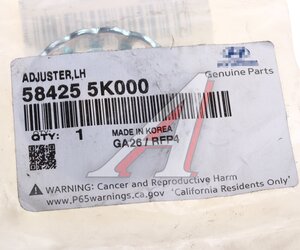 ADJUSTER,LH
Genuine Parts
58425 5K000
QTY: 1
MADE IN KOREA
GA26 / RFP4
WARNING: Cancer and Reproductive Harm
www.P65warnings.ca.gov 'California Residents Only'